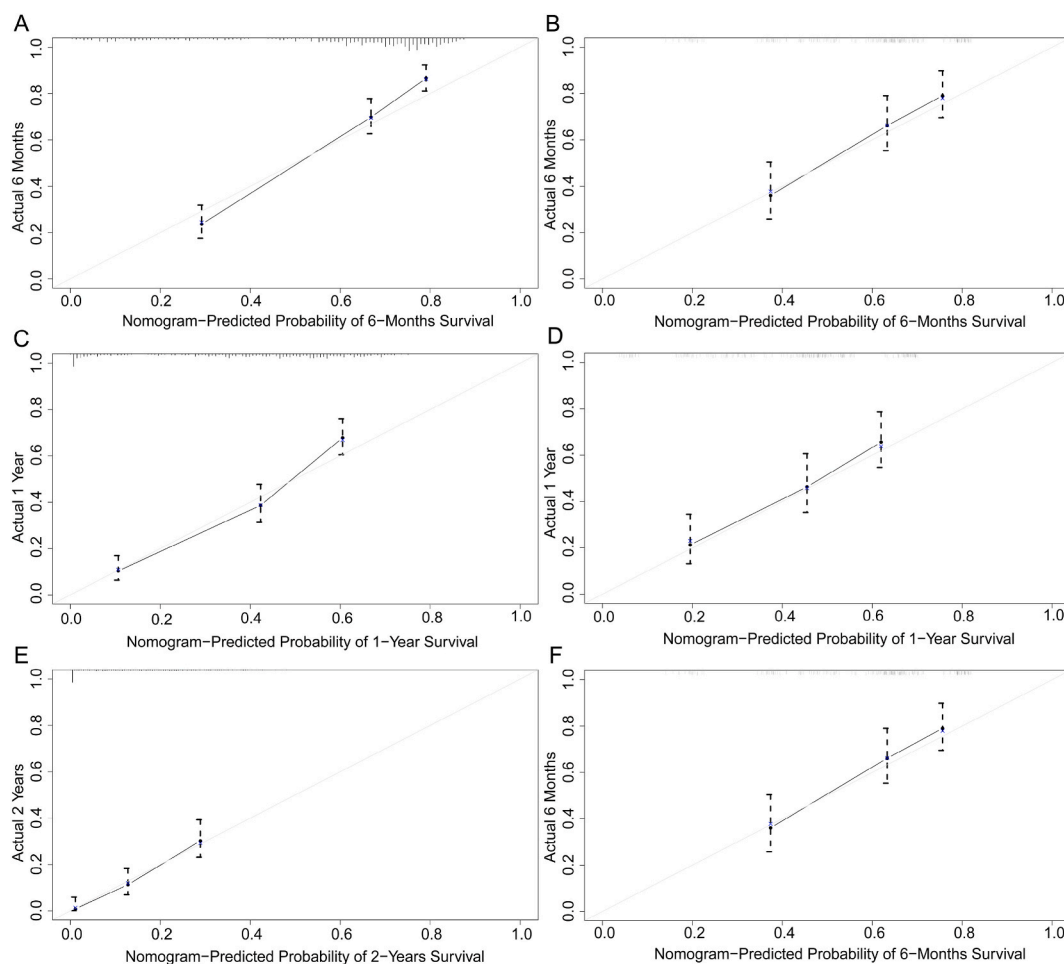 A
Actual 6 Months
0.0 0.2 0.4 0.6 0.8 1.0
0.0 0.2 0.4 0.6 0.8 1.0
Nomogram−Predicted Probability of 6−Months Survival
B
Actual 6 Months
0.0 0.2 0.4 0.6 0.8 1.0
0.0 0.2 0.4 0.6 0.8 1.0
Nomogram−Predicted Probability of 6−Months Survival
C
Actual 1 Year
0.0 0.2 0.4 0.6 0.8 1.0
0.0 0.2 0.4 0.6 0.8 1.0
Nomogram−Predicted Probability of 1−Year Survival
D
Actual 1 Year
0.0 0.2 0.4 0.6 0.8 1.0
0.0 0.2 0.4 0.6 0.8 1.0
Nomogram−Predicted Probability of 1−Year Survival
E
Actual 2 Years
0.0 0.2 0.4 0.6 0.8 1.0
0.0 0.2 0.4 0.6 0.8 1.0
Nomogram−Predicted Probability of 2−Years Survival
F
Actual 6 Months
0.0 0.2 0.4 0.6 0.8 1.0
0.0 0.2 0.4 0.6 0.8 1.0
Nomogram−Predicted Probability of 6−Months Survival